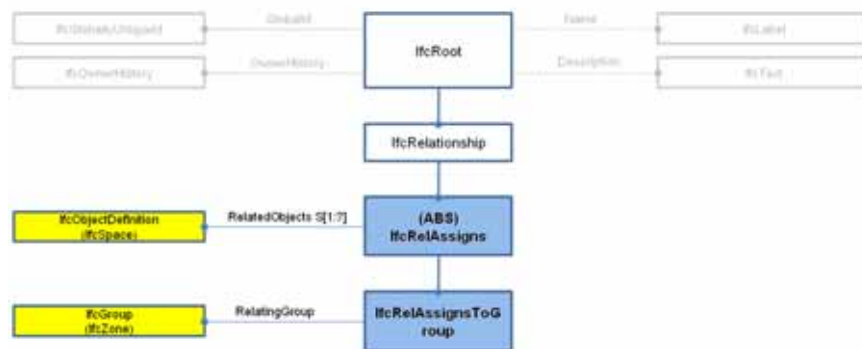 IfcGloballyUniqueId
GlobalId
IfcRoot
Name
IfcLabel
IfcOwnerHistory
OwnerHistory
Description
IfcText
IfcRelationship
IfcObjectDefinition
(IfcSpace)
RelatedObjects S[1:?]
(ABS)
IfcRelAssigns
IfcGroup
(IfcZone)
RelatingGroup
IfcRelAssignsToG
roup